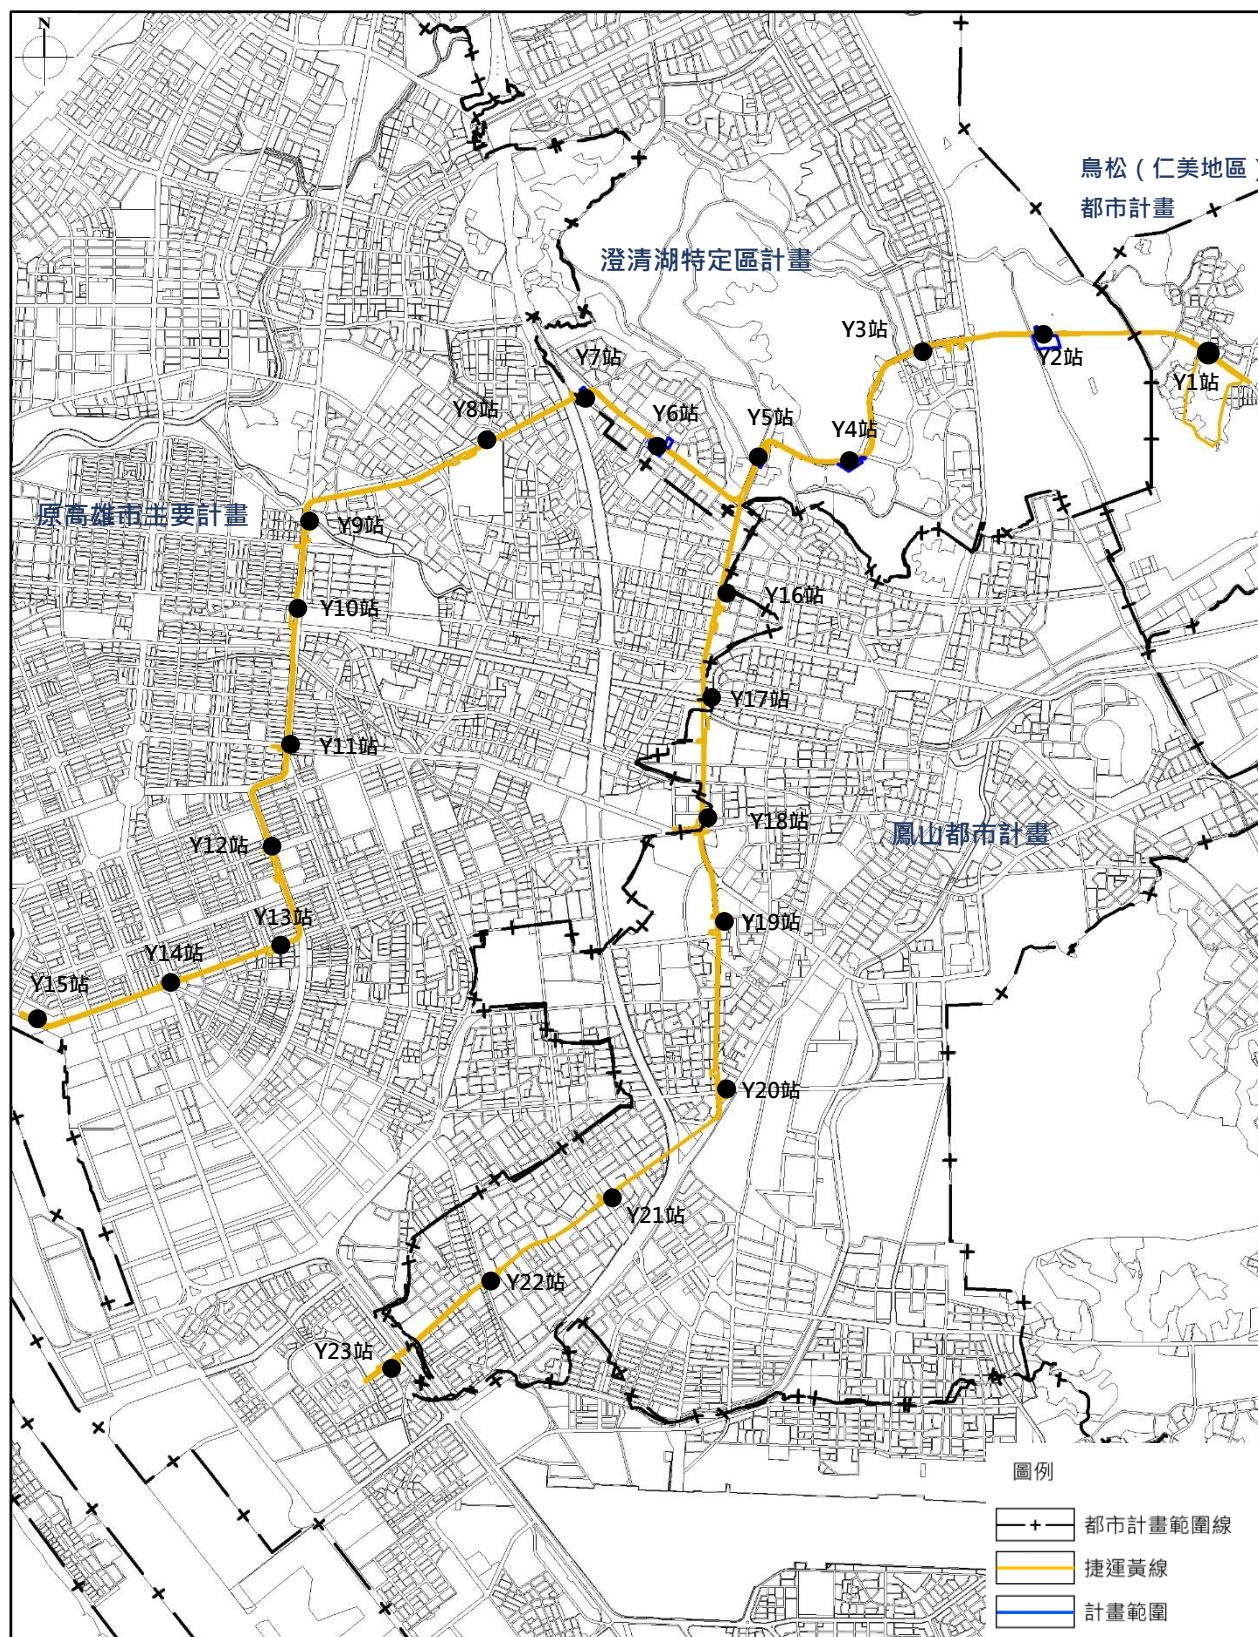 N
鳥松（仁美地區）
都市計畫
澄清湖特定區計畫
Y3站
Y2站
Y1站
Y7站
Y8站
Y6站
Y5站
Y4站
原高雄市主要計畫
Y9站
Y10站
Y16站
Y17站
Y11站
Y18站
鳳山都市計畫
Y12站
Y13站
Y19站
Y14站
Y15站
Y20站
Y21站
Y22站
Y23站
圖例
都市計畫範圍線
捷運黃線
計畫範圍